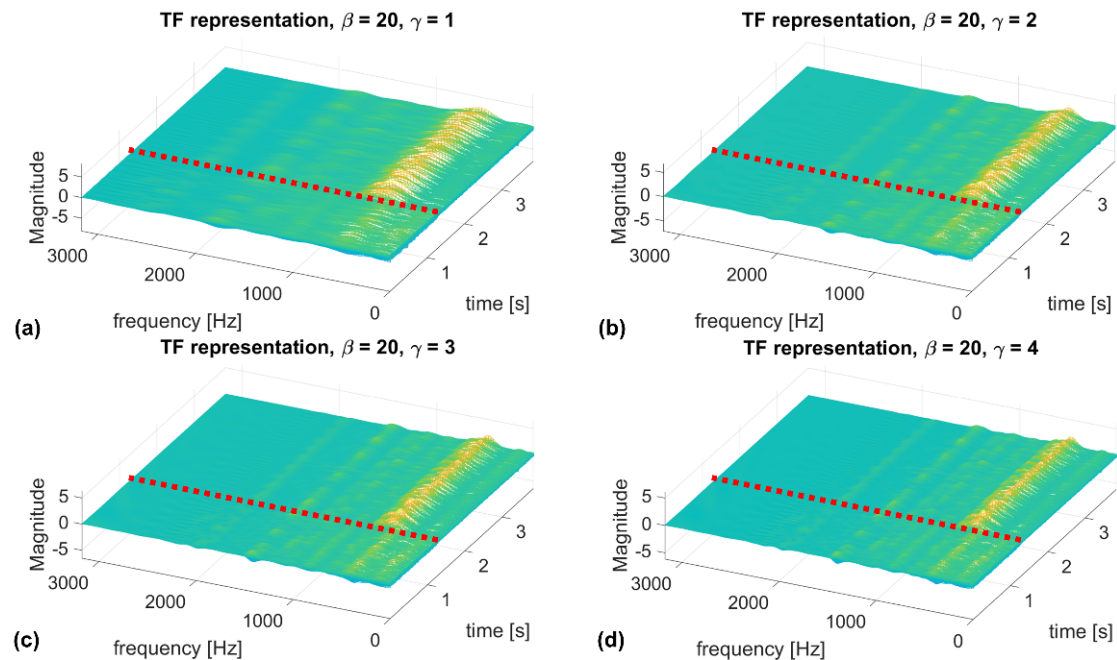 TF representation, β = 20, γ = 1
5
0
-5
Magnitude
3000
2000
1000
0
frequency [Hz]
1
2
3
time [s]
(a)
TF representation, β = 20, γ = 2
5
0
-5
Magnitude
3000
2000
1000
0
frequency [Hz]
1
2
3
time [s]
(b)
TF representation, β = 20, γ = 3
5
0
-5
Magnitude
3000
2000
1000
0
frequency [Hz]
1
2
3
time [s]
(c)
TF representation, β = 20, γ = 4
5
0
-5
Magnitude
3000
2000
1000
0
frequency [Hz]
1
2
3
time [s]
(d)